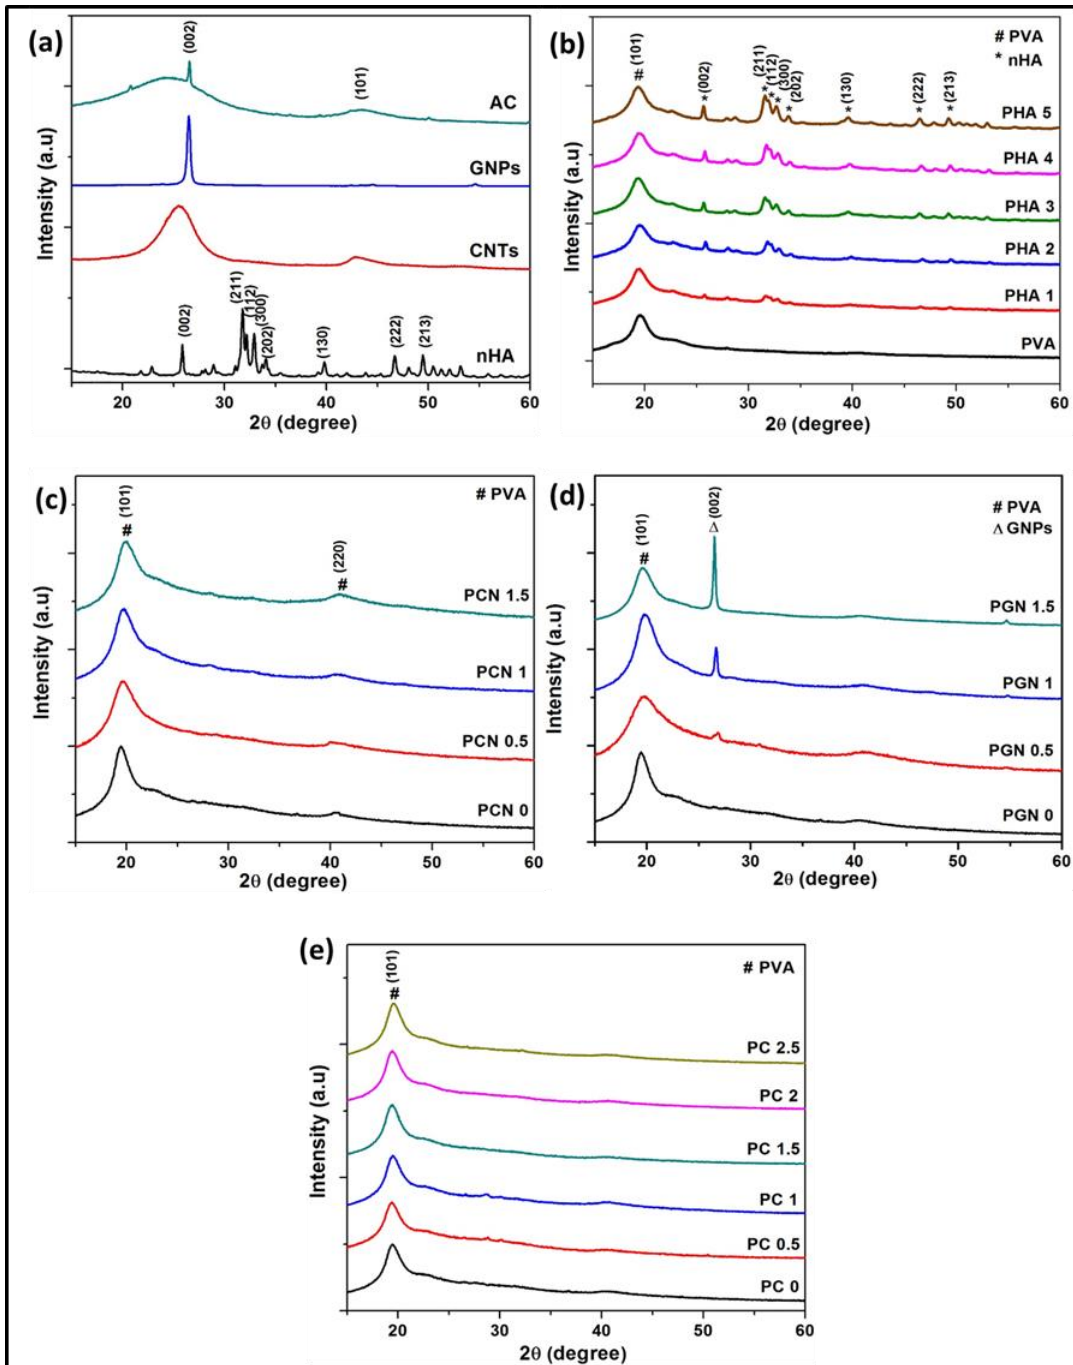 (a)
(002)
(101)
AC
GNPs
CNTs
(002)
(211)
(112)
(300)
(202)
(130)
(222)
(213)
nHA
Intensity (a.u)
20 30 40 50 60
2θ (degree)
(b)
# PVA
* nHA
# (101)
* (002)
(211)
*
* (112)
* (300)
* (202)
* (130)
* (222)
* (213)
PHA 5
PHA 4
PHA 3
PHA 2
PHA 1
PVA
Intensity (a.u)
20 30 40 50 60
2θ (degree)
(c)
# PVA
# (101)
# (220)
PCN 1.5
PCN 1
PCN 0.5
PCN 0
Intensity (a.u)
20 30 40 50 60
2θ (degree)
(d)
# PVA
Δ GNPs
# (101)
Δ (002)
PGN 1.5
PGN 1
PGN 0.5
PGN 0
Intensity (a.u)
20 30 40 50 60
2θ (degree)
(e)
# PVA
# (101)
PC 2.5
PC 2
PC 1.5
PC 1
PC 0.5
PC 0
Intensity (a.u)
20 30 40 50 60
2θ (degree)